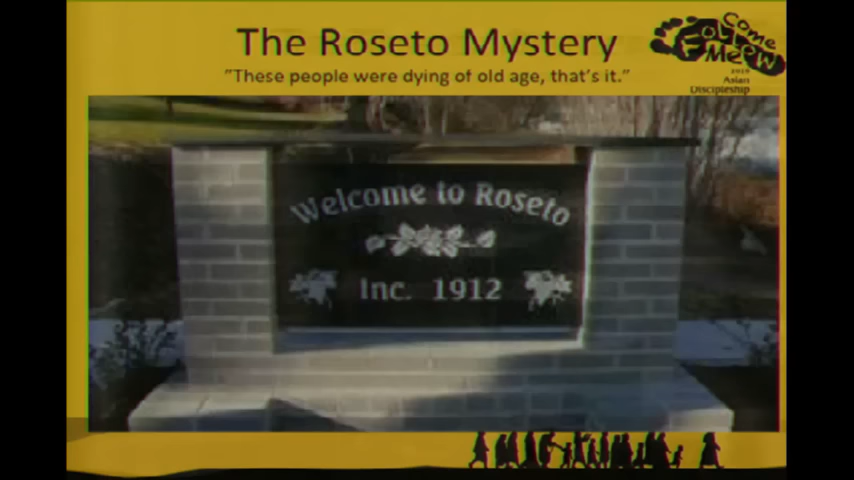 The Roseto Mystery
"These people were dying of old age, that's it."
Come
Follow
Me
Asian
Discipleship
Welcome to Roseto
Inc. 1912